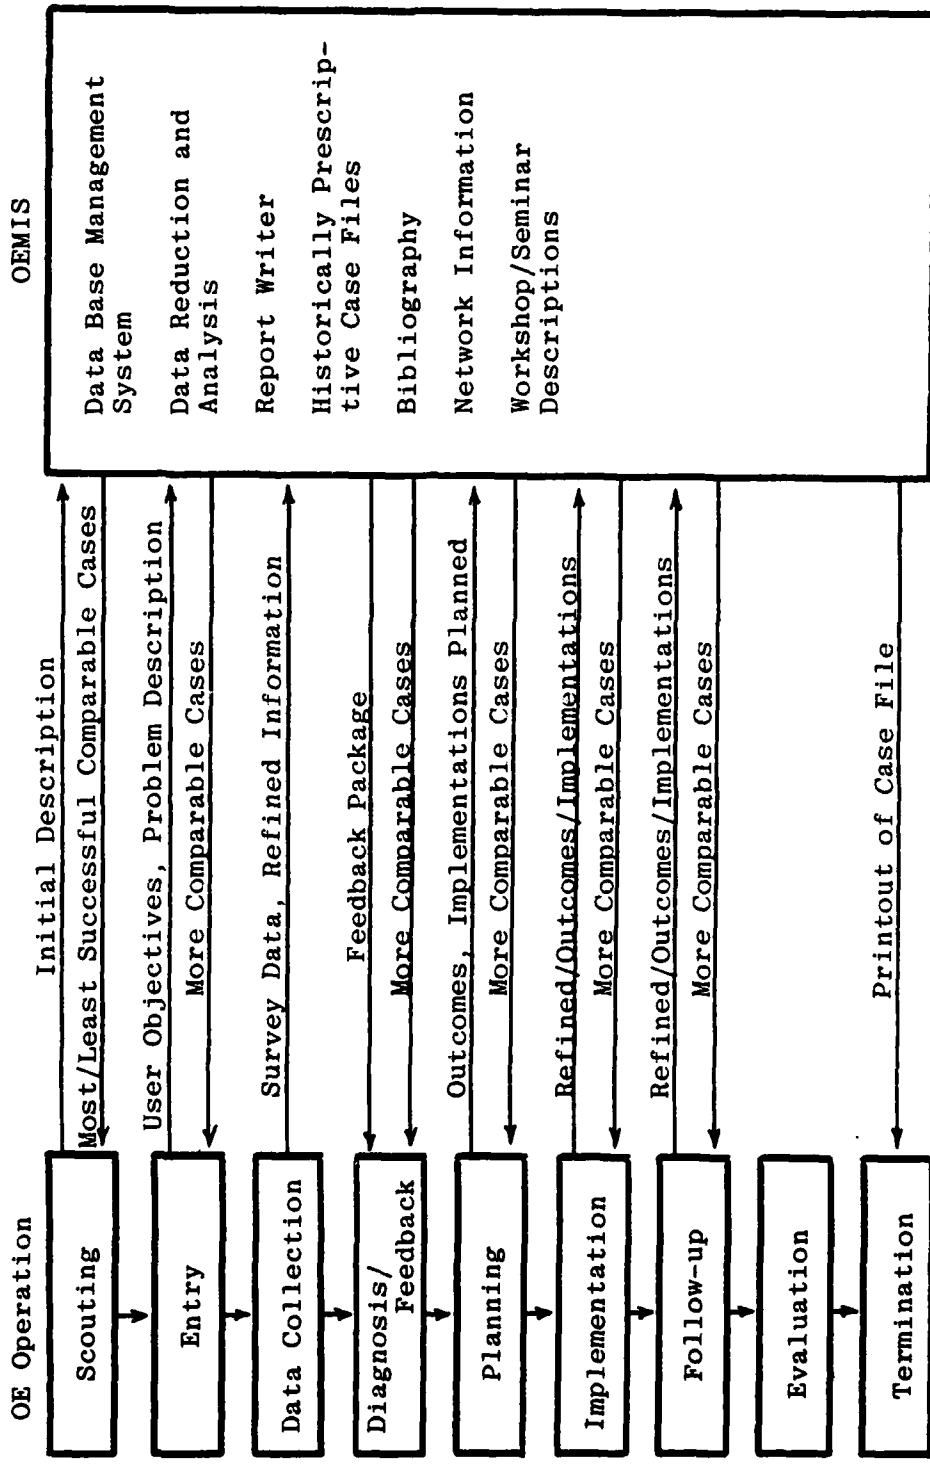 OE Operation
OEMIS
Scouting
Initial Description
Most/Least Successful Comparable Cases
Entry
User Objectives, Problem Description
More Comparable Cases
Data Collection
Survey Data, Refined Information
Diagnosis/
Feedback
Feedback Package
More Comparable Cases
Planning
Outcomes, Implementations Planned
More Comparable Cases
Implementation
Refined/Outcomes/Implementations
More Comparable Cases
Follow-up
Refined/Outcomes/Implementations
More Comparable Cases
Evaluation
Termination
Printout of Case File
Data Base Management
System
Data Reduction and
Analysis
Report Writer
Historically Prescrip-
tive Case Files
Bibliography
Network Information
Workshop/Seminar
Descriptions